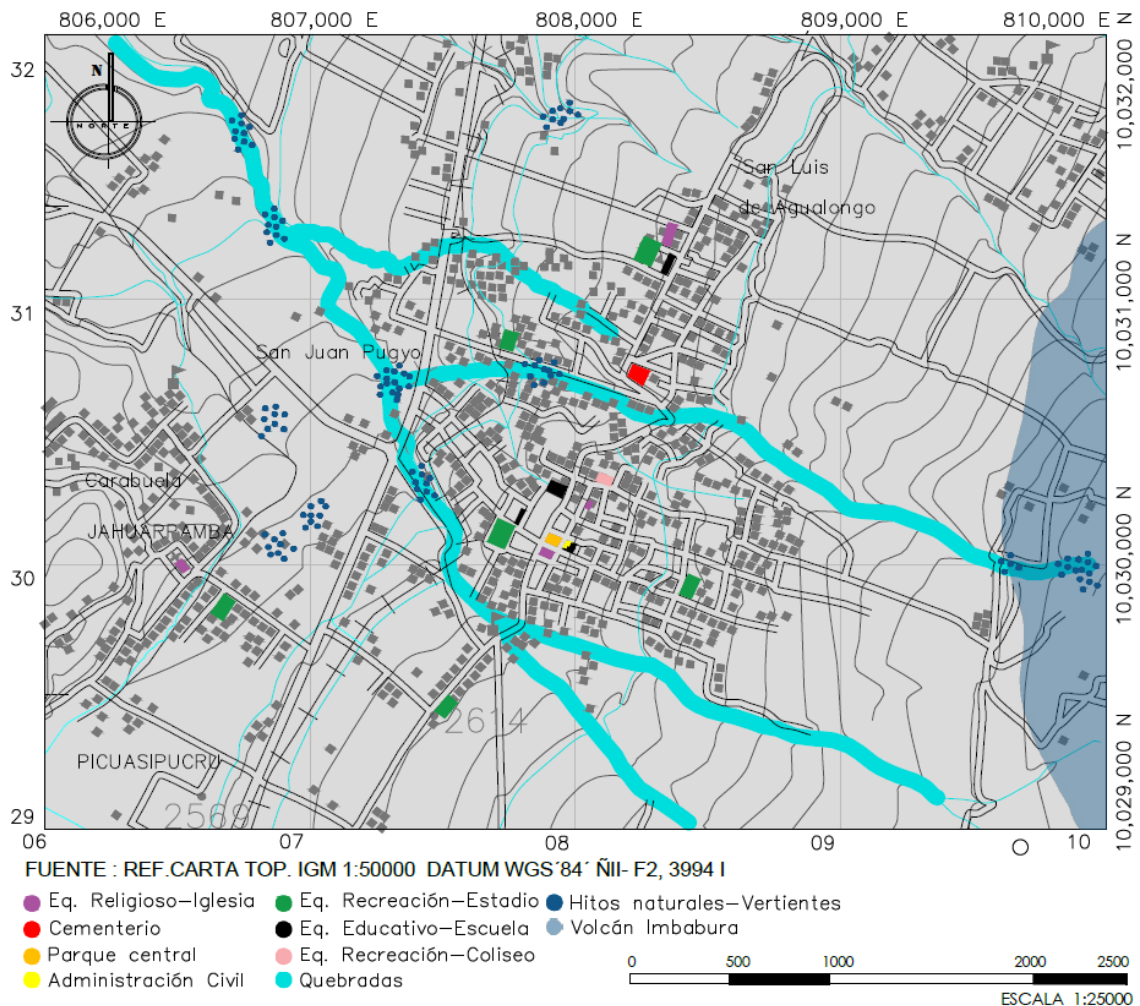 806,000 E 807,000 E 808,000 E 809,000 E 810,000 E
32
N
NORTE
10,032,000 N
San Luis
de Agualongo
31
10,031,000 N
San Juan Pugyo
Carabuela
JAHUARPAMBA
30
10,030,000 N
2614
PICUASIPUCRU
2569
29
10,029,000 N
06 07 08 09 10
FUENTE : REF.CARTA TOP. IGM 1:50000 DATUM WGS´84´ ÑII- F2, 3994 I
Eq. Religioso-Iglesia Eq. Recreación-Estadio Hitos naturales-Vertientes
Cementerio Eq. Educativo-Escuela Volcán Imbabura
Parque central Eq. Recreación-Coliseo
Administración Civil Quebradas
0 500 1000 2000 2500
ESCALA 1:25000